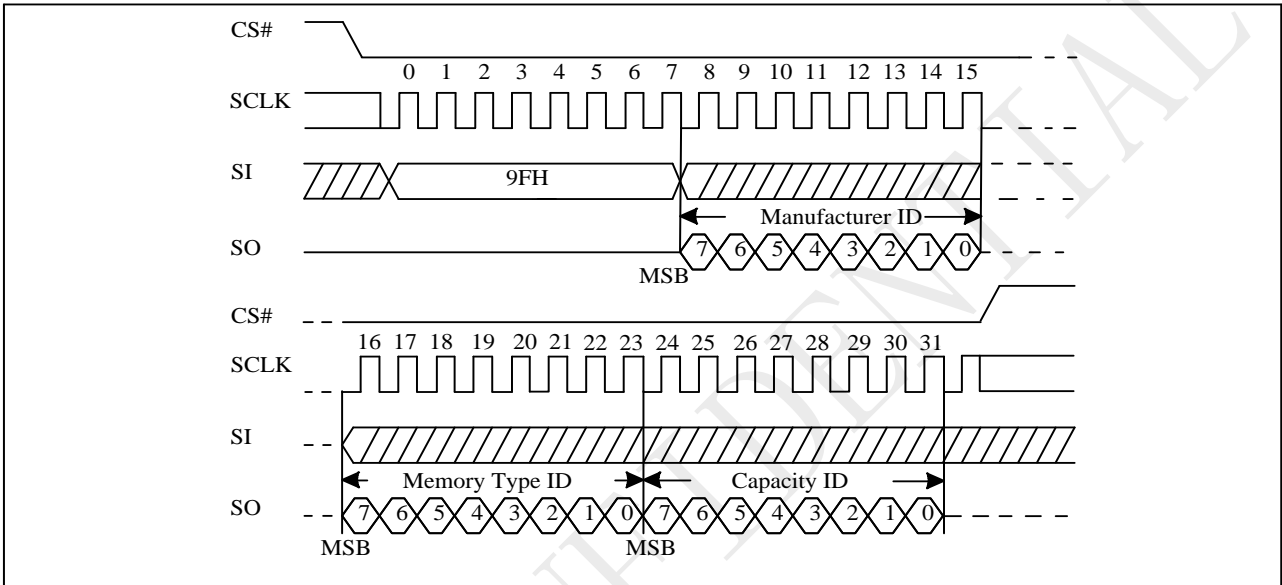 CS#
0 1 2 3 4 5 6 7 8 9 10 11 12 13 14 15
SCLK
SI 9FH
Manufacturer ID
SO 7 6 5 4 3 2 1 0
MSB
CS#
16 17 18 19 20 21 22 23 24 25 26 27 28 29 30 31
SCLK
SI
Memory Type ID Capacity ID
SO 7 6 5 4 3 2 1 0 7 6 5 4 3 2 1 0
MSB MSB